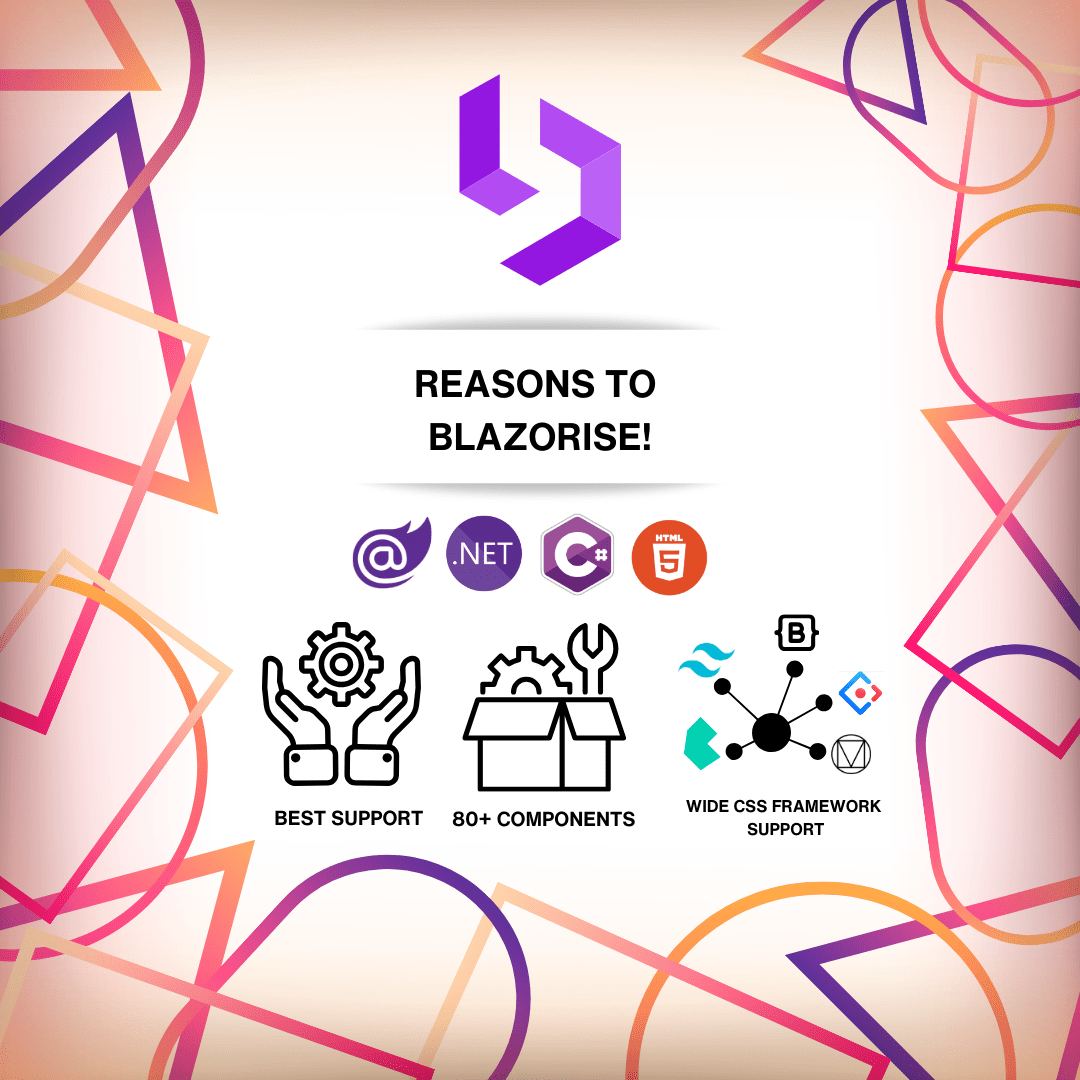 REASONS TO
BLAZORISE!
@
.NET
C#
HTML
5
B
BEST SUPPORT
80+ COMPONENTS
WIDE CSS FRAMEWORK
SUPPORT